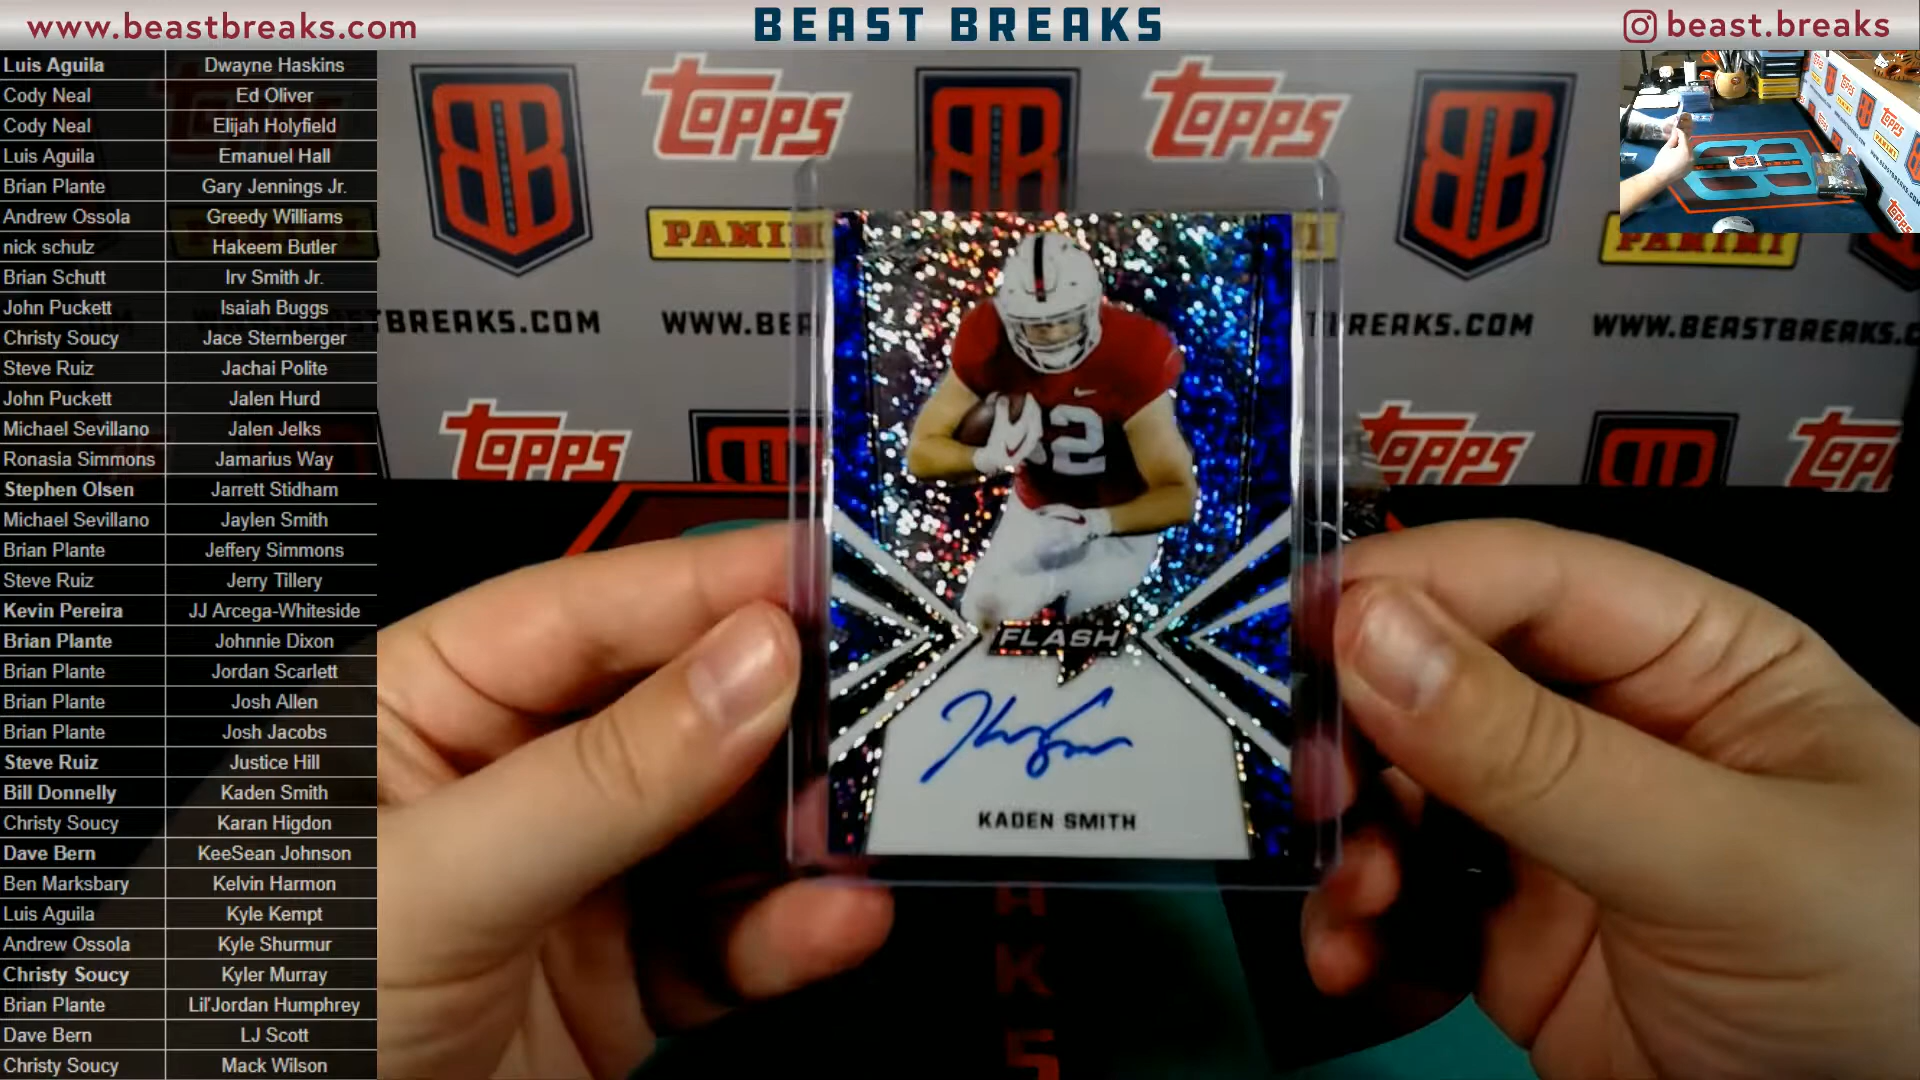 www.beastbreaks.com
BEAST BREAKS
beast.breaks
Luis Aguila Dwayne Haskins
Cody Neal Ed Oliver
Cody Neal Elijah Holyfield
Luis Aguila Emanuel Hall
Brian Plante Gary Jennings Jr.
Andrew Ossola Greedy Williams
nick schulz Hakeem Butler
Brian Schutt Irv Smith Jr.
John Puckett Isaiah Buggs
Christy Soucy Jace Sternberger
Steve Ruiz Jachai Polite
John Puckett Jalen Hurd
Michael Sevillano Jalen Jelks
Ronasia Simmons Jamarius Way
Stephen Olsen Jarrett Stidham
Michael Sevillano Jaylen Smith
Brian Plante Jeffery Simmons
Steve Ruiz Jerry Tillery
Kevin Pereira JJ Arcega-Whiteside
Brian Plante Johnnie Dixon
Brian Plante Jordan Scarlett
Brian Plante Josh Allen
Brian Plante Josh Jacobs
Steve Ruiz Justice Hill
Bill Donnelly Kaden Smith
Christy Soucy Karan Higdon
Dave Bern KeeSean Johnson
Ben Marksbary Kelvin Harmon
Luis Aguila Kyle Kempt
Andrew Ossola Kyle Shurmur
Christy Soucy Kyler Murray
Brian Plante Lil'Jordan Humphrey
Dave Bern LJ Scott
Christy Soucy Mack Wilson
TOPPS TOPPS
PANINI PANINI
BREAKS.COM WWW.BE REAKS.COM WWW.BEASTBREAKS.C
TOPPS TOPPS TOPP
82
FLASH
KADEN SMITH